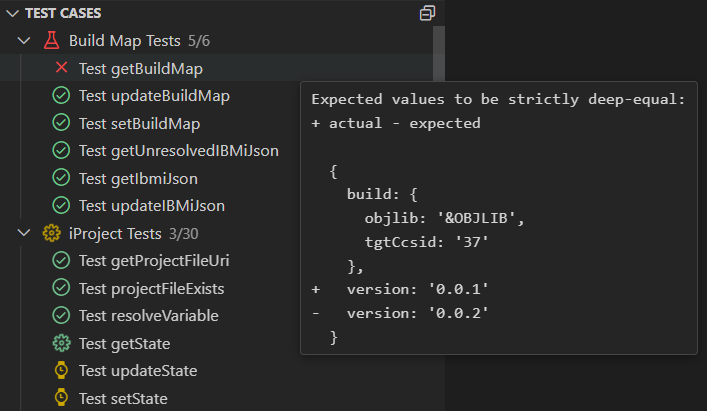 TEST CASES
Build Map Tests 5/6
Test getBuildMap
Test updateBuildMap
Test setBuildMap
Test getUnresolvedIBMiJson
Test getIbmiJson
Test updateIBMiJson
iProject Tests 3/30
Test getProjectFileUri
Test projectFileExists
Test resolveVariable
Test getState
Test updateState
Test setState
Expected values to be strictly deep-equal:
+ actual - expected
{
build: {
objlib: '&OBJLIB',
tgtCcsid: '37'
},
+ version: '0.0.1'
- version: '0.0.2'
}